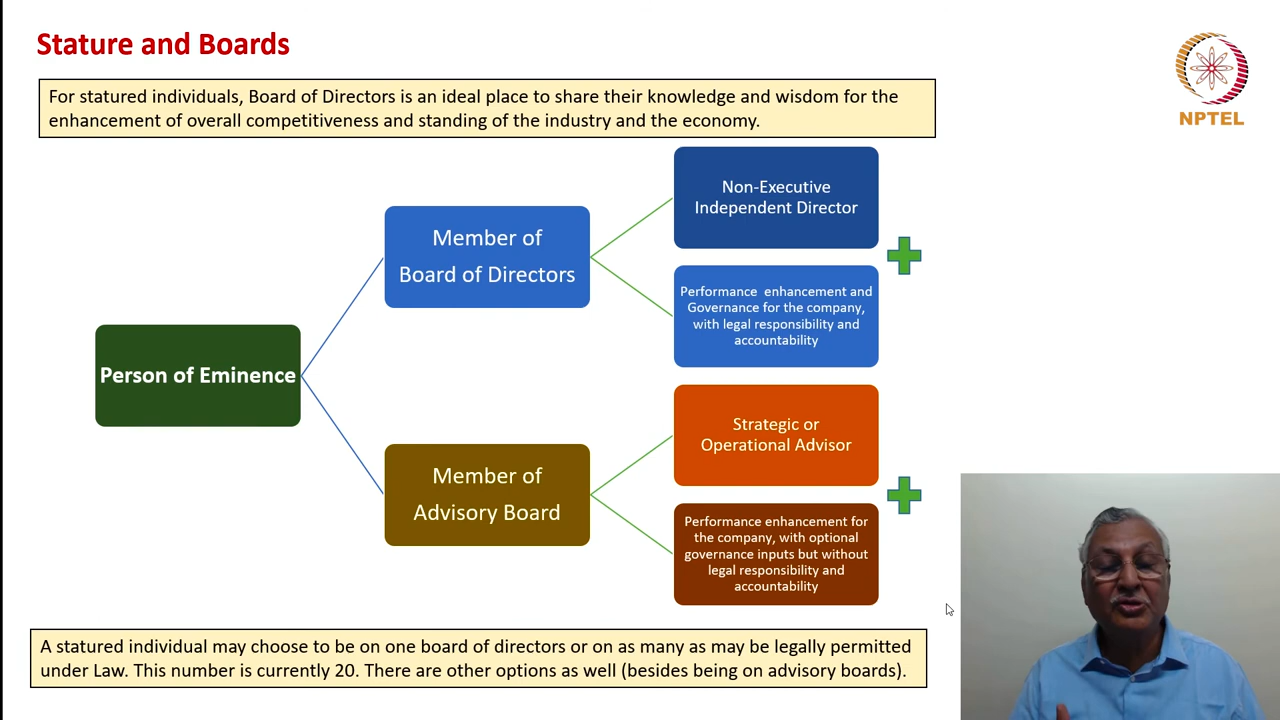 Stature and Boards
For statured individuals, Board of Directors is an ideal place to share their knowledge and wisdom for the
enhancement of overall competitiveness and standing of the industry and the economy.
NPTEL
Non-Executive
Independent Director
Member of
Board of Directors
Performance enhancement and
Governance for the company,
with legal responsibility and
accountability
Person of Eminence
Strategic or
Operational Advisor
Member of
Advisory Board
Performance enhancement for
the company, with optional
governance inputs but without
legal responsibility and
accountability
A statured individual may choose to be on one board of directors or on as many as may be legally permitted
under Law. This number is currently 20. There are other options as well (besides being on advisory boards).